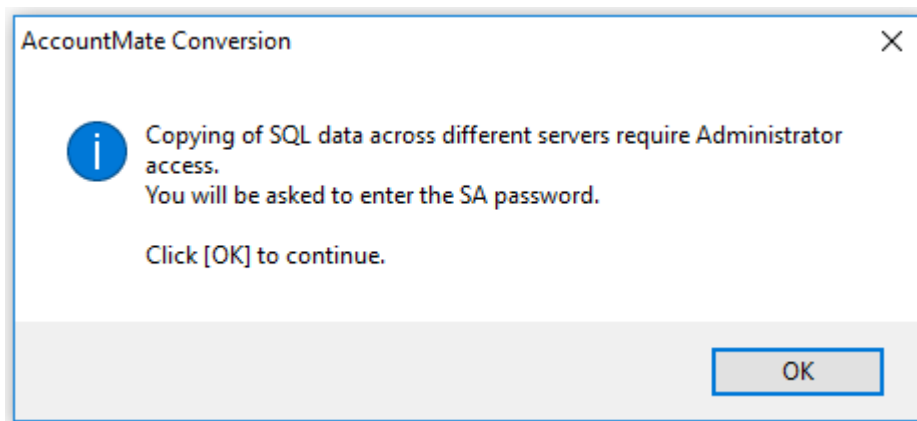 AccountMate Conversion
Copying of SQL data across different servers require Administrator
access.
You will be asked to enter the SA password.
Click [OK] to continue.
OK